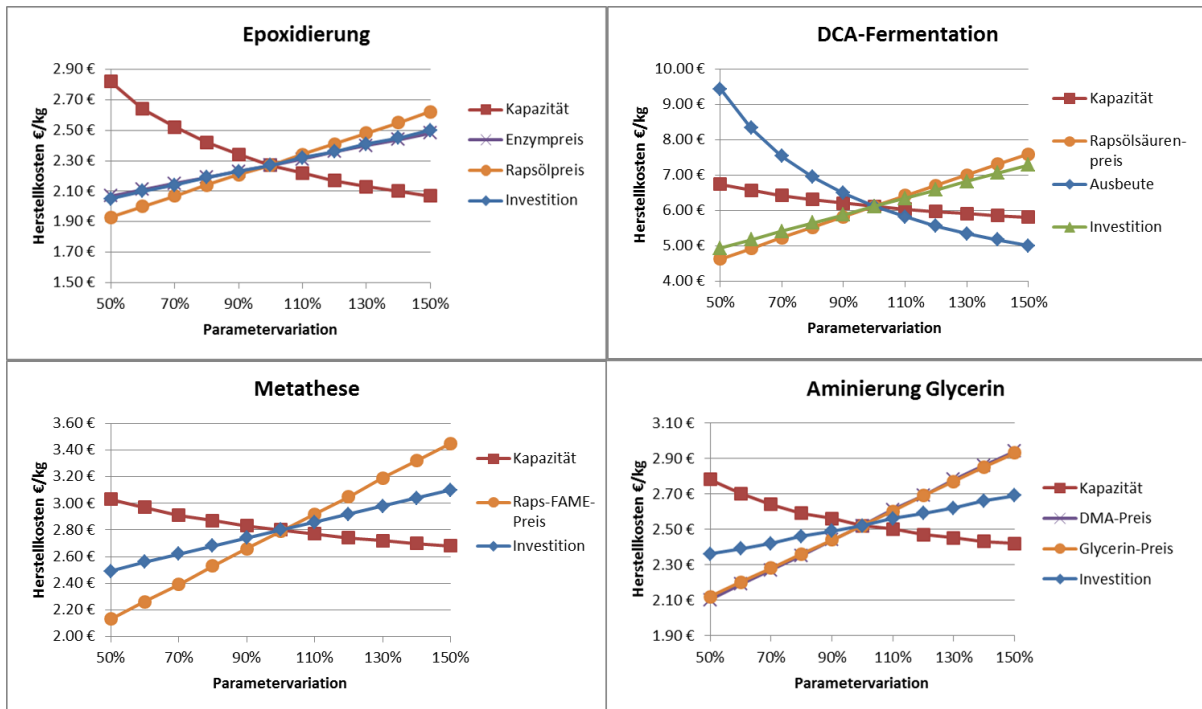 Epoxidierung
Herstellkosten €/kg
2.90 €
2.70 €
2.50 €
2.30 €
2.10 €
1.90 €
1.70 €
1.50 €
50% 70% 90% 110% 130% 150%
Parametervariation
Kapazität
Enzympreis
Rapsölpreis
Investition
DCA-Fermentation
Herstellkosten €/kg
10.00 €
9.00 €
8.00 €
7.00 €
6.00 €
5.00 €
4.00 €
50% 70% 90% 110% 130% 150%
Parametervariation
Kapazität
Rapsölsäuren-
preis
Ausbeute
Investition
Metathese
Herstellkosten €/kg
3.60 €
3.40 €
3.20 €
3.00 €
2.80 €
2.60 €
2.40 €
2.20 €
2.00 €
50% 70% 90% 110% 130% 150%
Parametervariation
Kapazität
Raps-FAME-
Preis
Investition
Aminierung Glycerin
Herstellkosten €/kg
3.10 €
2.90 €
2.70 €
2.50 €
2.30 €
2.10 €
1.90 €
50% 70% 90% 110% 130% 150%
Parametervariation
Kapazität
DMA-Preis
Glycerin-Preis
Investition